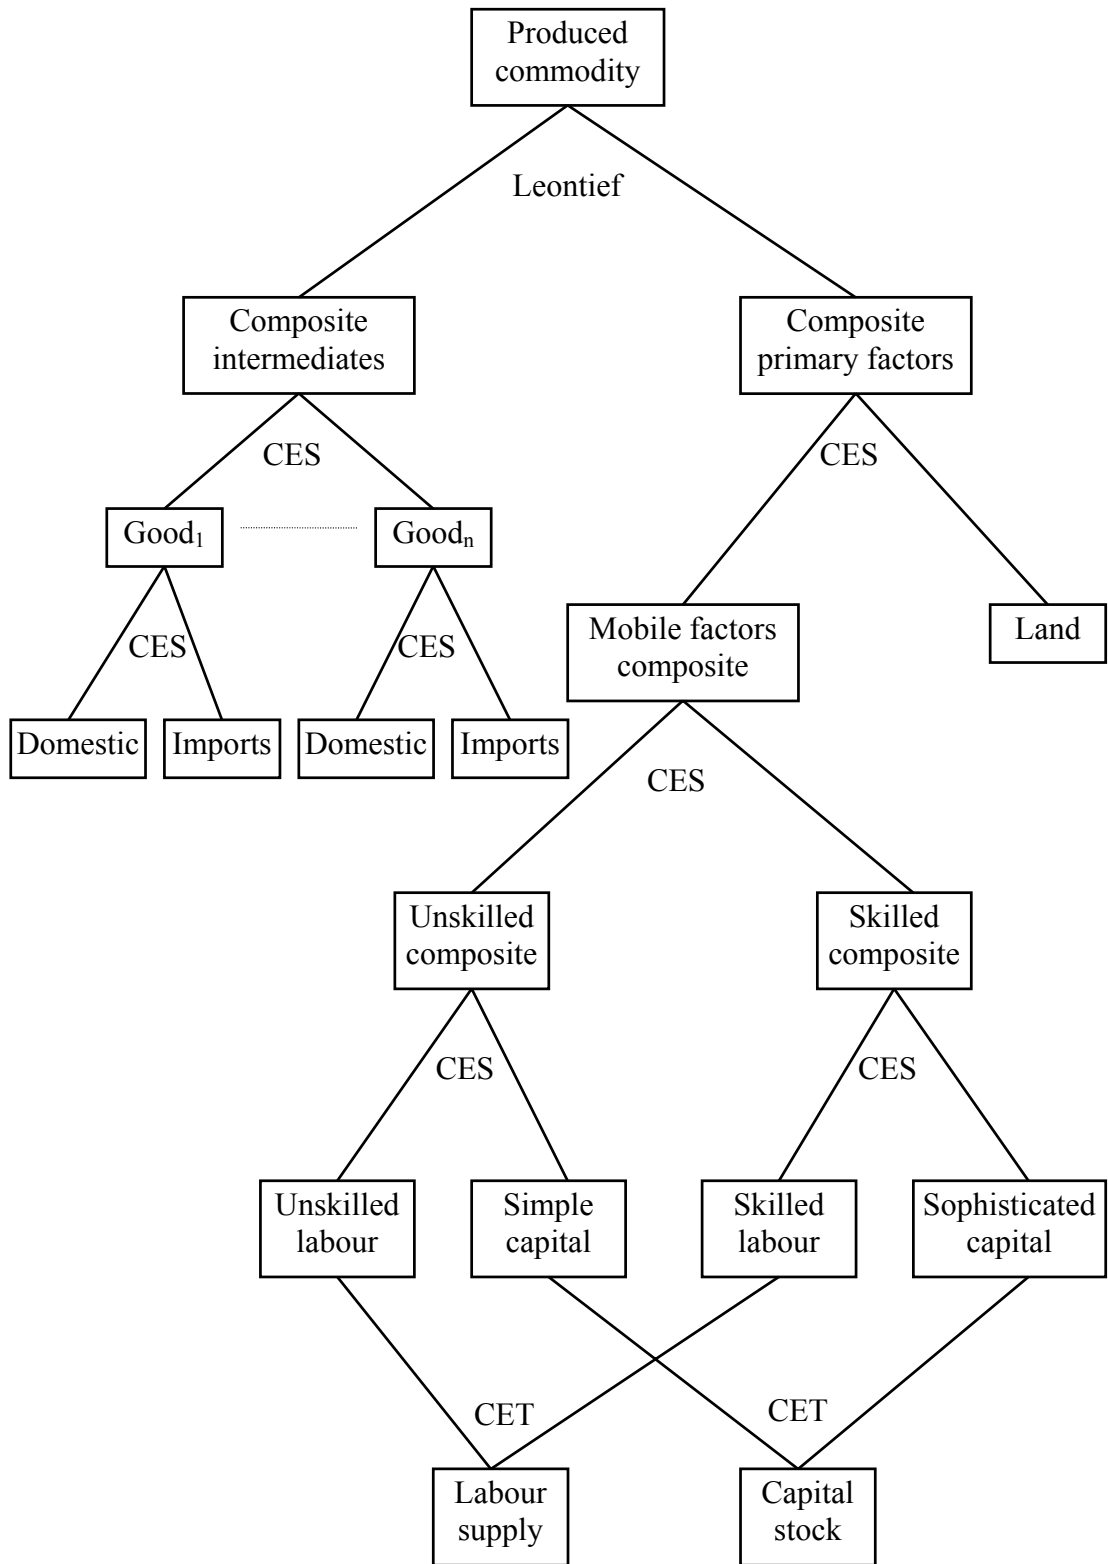 Produced
commodity
Leontief
Composite
intermediates
Composite
primary factors
CES
CES
Good1
Goodn
Mobile factors
composite
Land
CES
CES
Domestic
Imports
Domestic
Imports
CES
Unskilled
composite
Skilled
composite
CES
CES
Unskilled
labour
Simple
capital
Skilled
labour
Sophisticated
capital
CET
CET
Labour
supply
Capital
stock